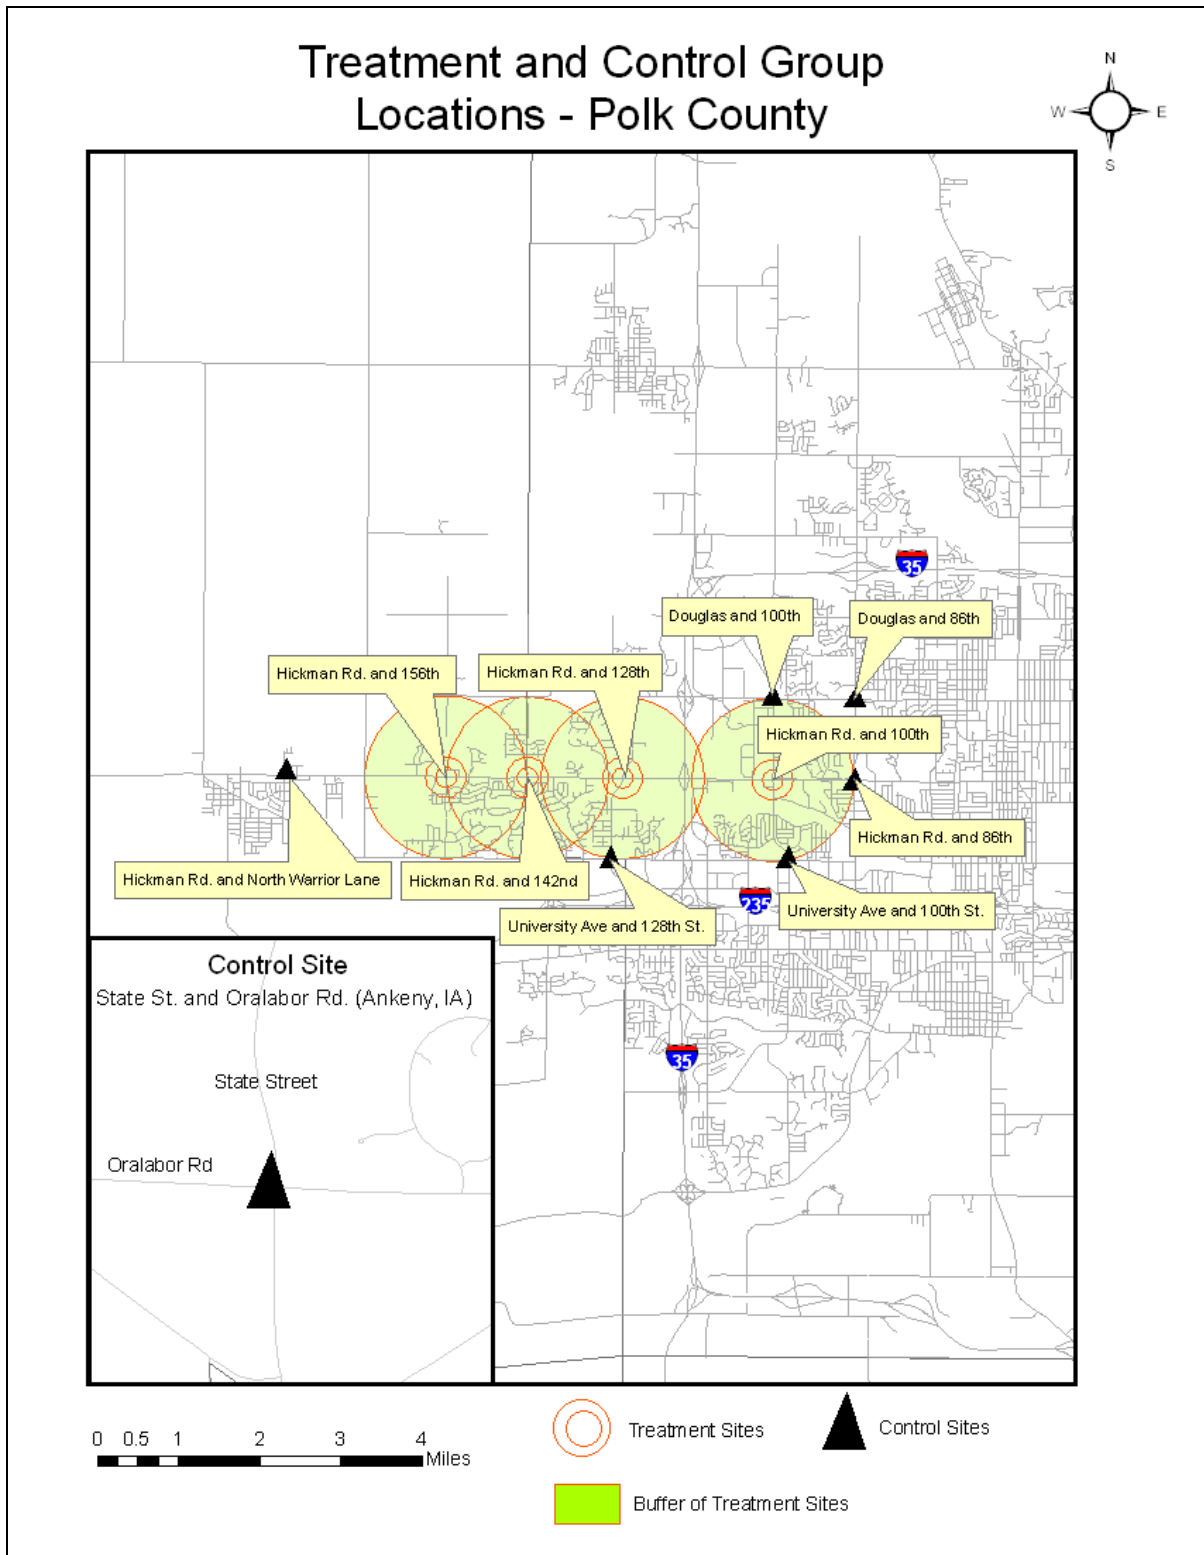 Treatment and Control Group
Locations - Polk County
N
W
E
S
35
Douglas and 100th
Douglas and 86th
Hickman Rd. and 156th
Hickman Rd. and 128th
Hickman Rd. and 100th
Hickman Rd. and 86th
Hickman Rd. and North Warrior Lane
Hickman Rd. and 142nd
University Ave and 128th St.
235
University Ave and 100th St.
35
Control Site
State St. and Oralabor Rd. (Ankeny, IA)
State Street
Oralabor Rd
0 0.5 1 2 3 4
Miles
Treatment Sites
Control Sites
Buffer of Treatment Sites